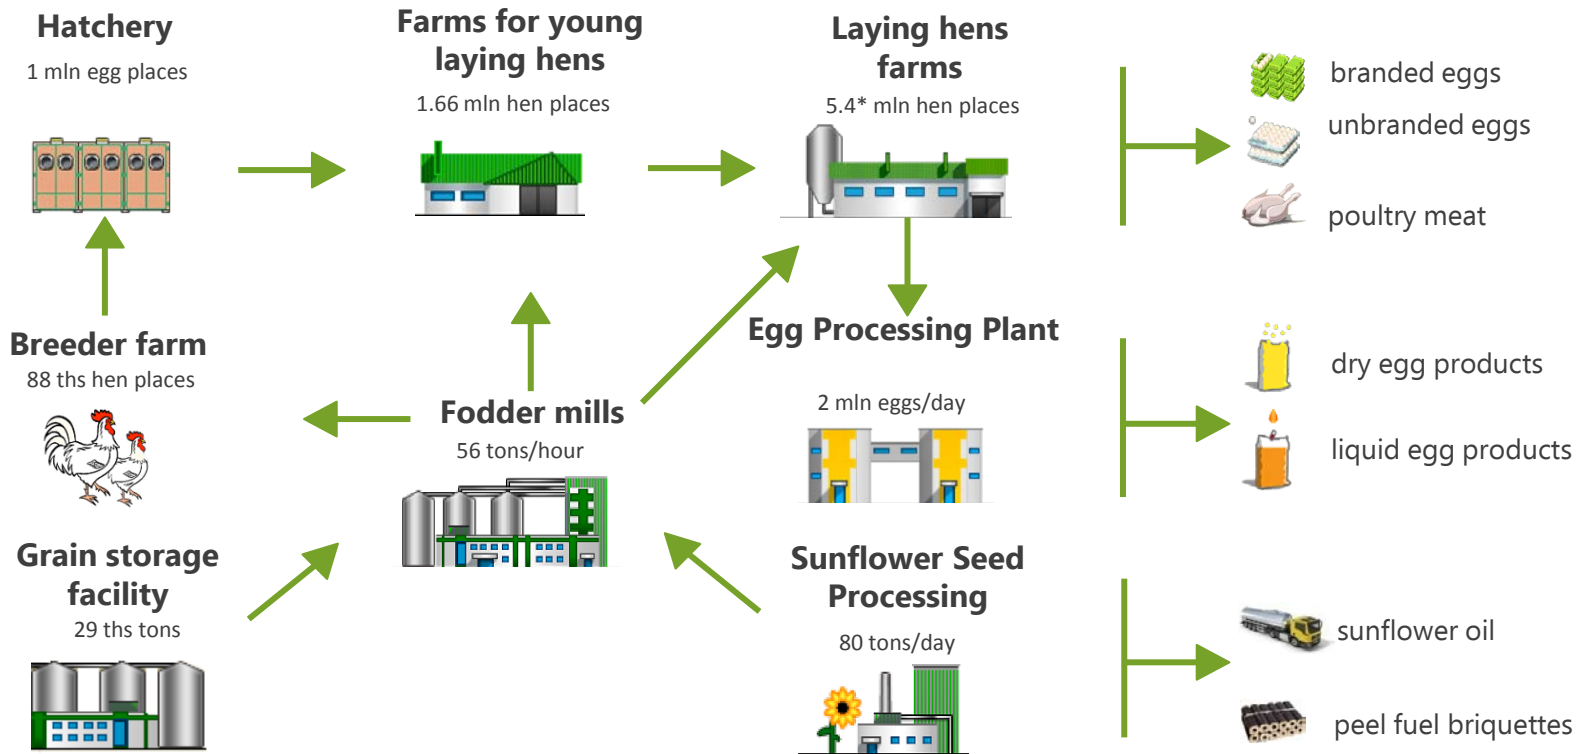 Hatchery
1 mln egg places
Farms for young
laying hens
1.66 mln hen places
Laying hens
farms
5.4* mln hen places
branded eggs
unbranded eggs
poultry meat
Breeder farm
88 ths hen places
Fodder mills
56 tons/hour
Egg Processing Plant
2 mln eggs/day
dry egg products
liquid egg products
Grain storage
facility
29 ths tons
Sunflower Seed
Processing
80 tons/day
sunflower oil
peel fuel briquettes